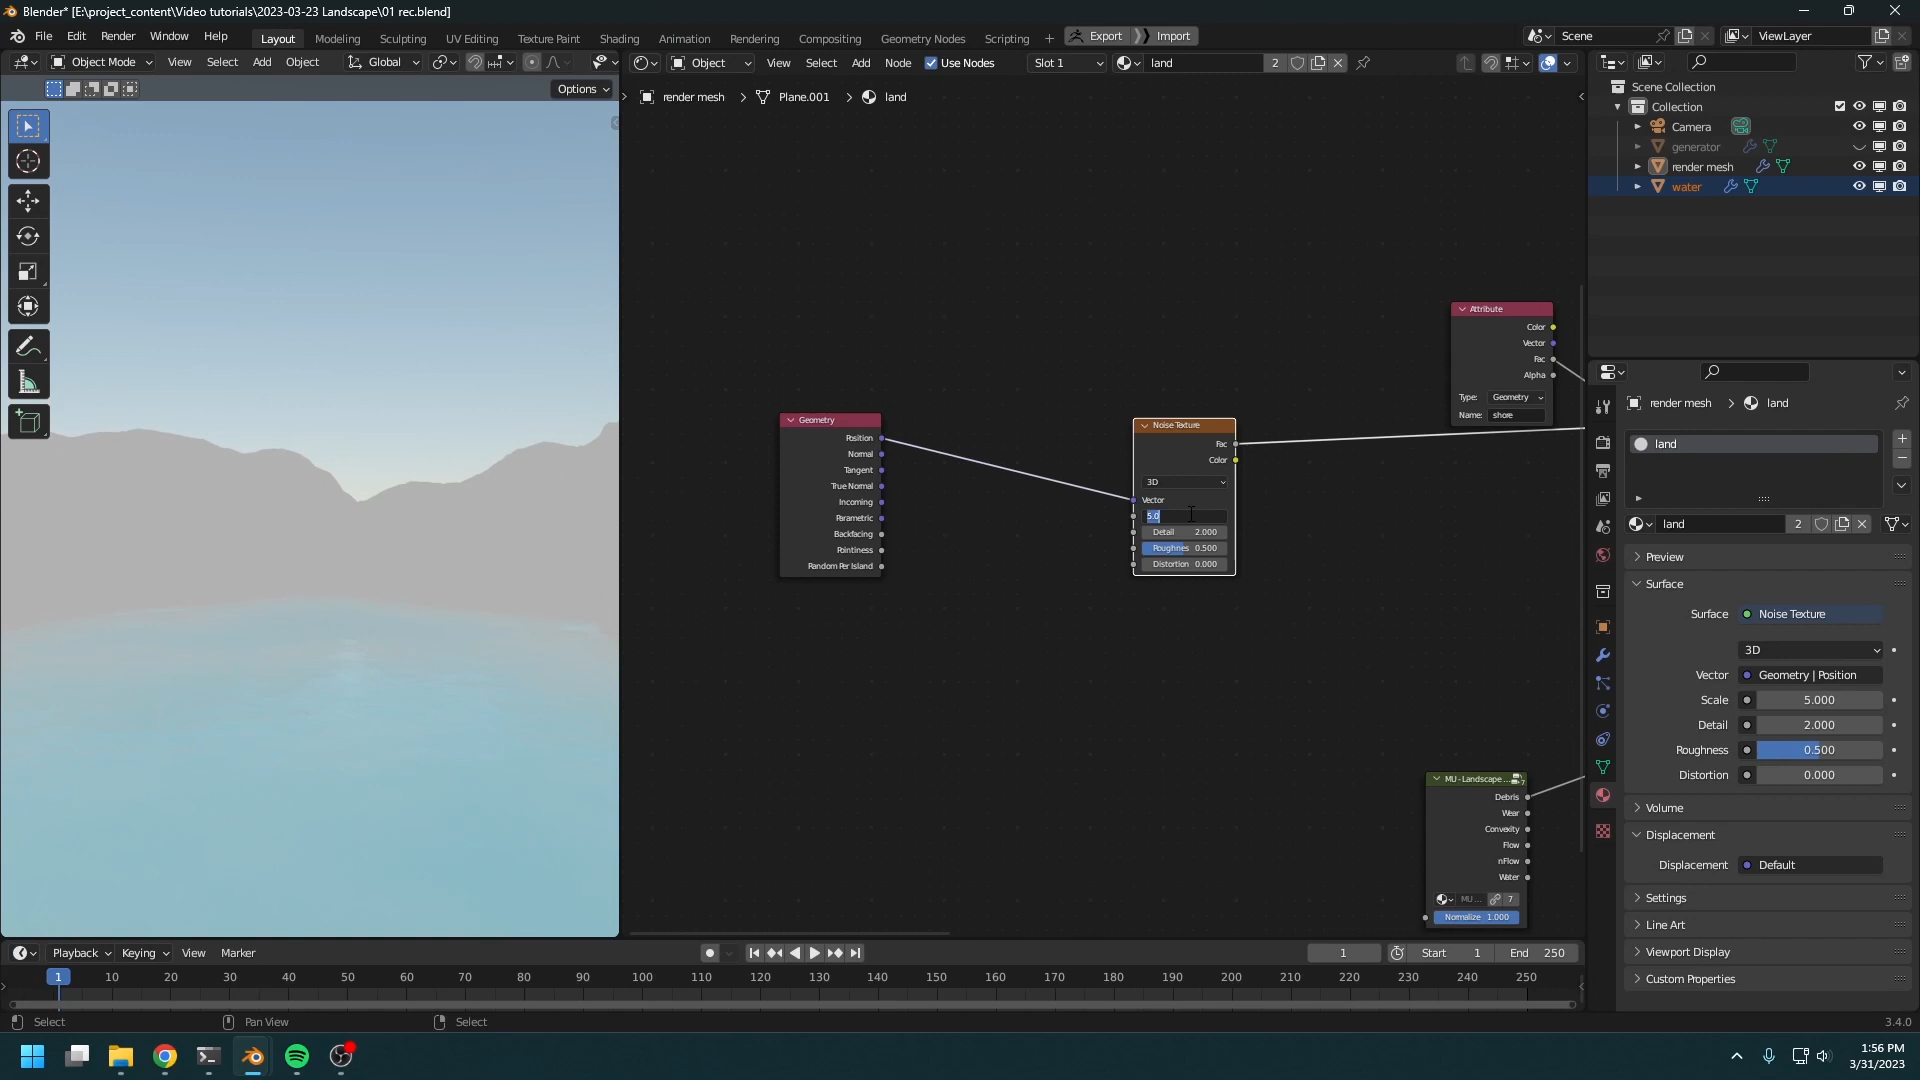 Blender* [E:\project_content\Video tutorials\2023-03-23 Landscape\01 rec.blend]
File Edit Render Window Help
Layout Modeling Sculpting UV Editing Texture Paint Shading Animation Rendering Compositing Geometry Nodes Scripting + Export Import
Scene ViewLayer
Object Mode View Select Add Object Global
Object View Select Add Node Use Nodes Slot 1 land 2
Options
render mesh > Plane.001 > land
Scene Collection
Collection
Camera
generator
render mesh
water
Attribute
Color
Vector
Fac
Alpha
Type: Geometry
Name: shore
Geometry
Position
Normal
Tangent
True Normal
Incoming
Parametric
Backfacing
Pointiness
Random Per Island
Noise Texture
Fac
Color
3D
Vector
5.0
Detail 2.000
Roughnes 0.500
Distortion 0.000
MU - Landscape ... 7
Debris
Wear
Convexity
Flow
nFlow
Water
MU ... 7
Normalize 1.000
render mesh > land
land
land 2
Preview
Surface
Surface Noise Texture
3D
Vector Geometry | Position
Scale 5.000
Detail 2.000
Roughness 0.500
Distortion 0.000
Volume
Displacement
Displacement Default
Settings
Line Art
Viewport Display
Custom Properties
Playback Keying View Marker
1 Start 1 End 250
1 10 20 30 40 50 60 70 80 90 100 110 120 130 140 150 160 170 180 190 200 210 220 230 240 250
Select Pan View Select
3.4.0
1:56 PM
3/31/2023